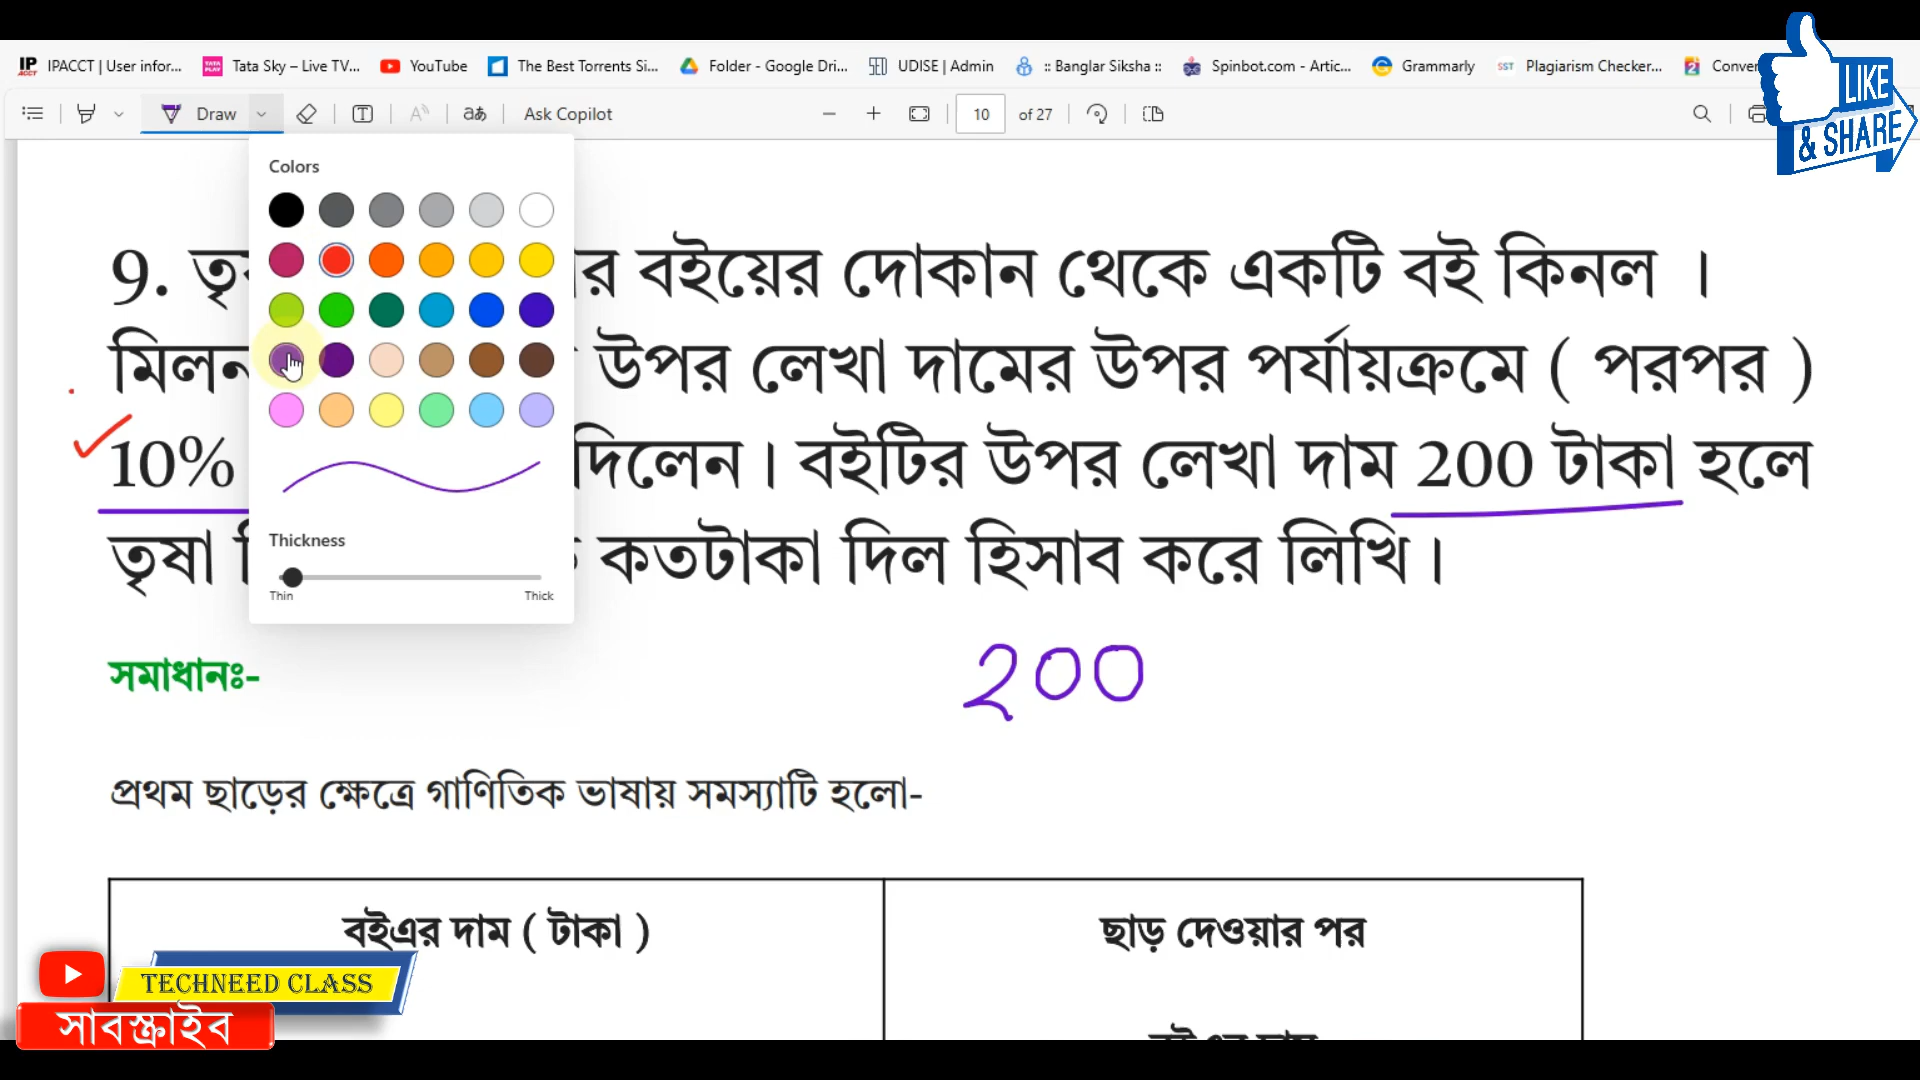 IPACCT | User infor... Tata Sky – Live TV... YouTube The Best Torrents Si... Folder - Google Dri... UDISE | Admin :: Banglar Siksha :: Spinbot.com - Artic... Grammarly Plagiarism Checker... Conver
Draw Ask Copilot 10 of 27
LIKE
& SHARE
Colors
9. র বইয়ের দোকান থেকে একটি বই কিনল ।
উপর লেখা দামের উপর পর্যায়ক্রমে ( পরপর )
10% দিলেন। বইটির উপর লেখা দাম 200 টাকা হলে
তৃষা কতটাকা দিল হিসাব করে লিখি।
Thickness
Thin Thick
সমাধানঃ-
২00
প্রথম ছাড়ের ক্ষেত্রে গাণিতিক ভাষায় সমস্যাটি হলো-
বইএর দাম ( টাকা ) ছাড় দেওয়ার পর
TECHNEED CLASS
সাবস্ক্রাইব